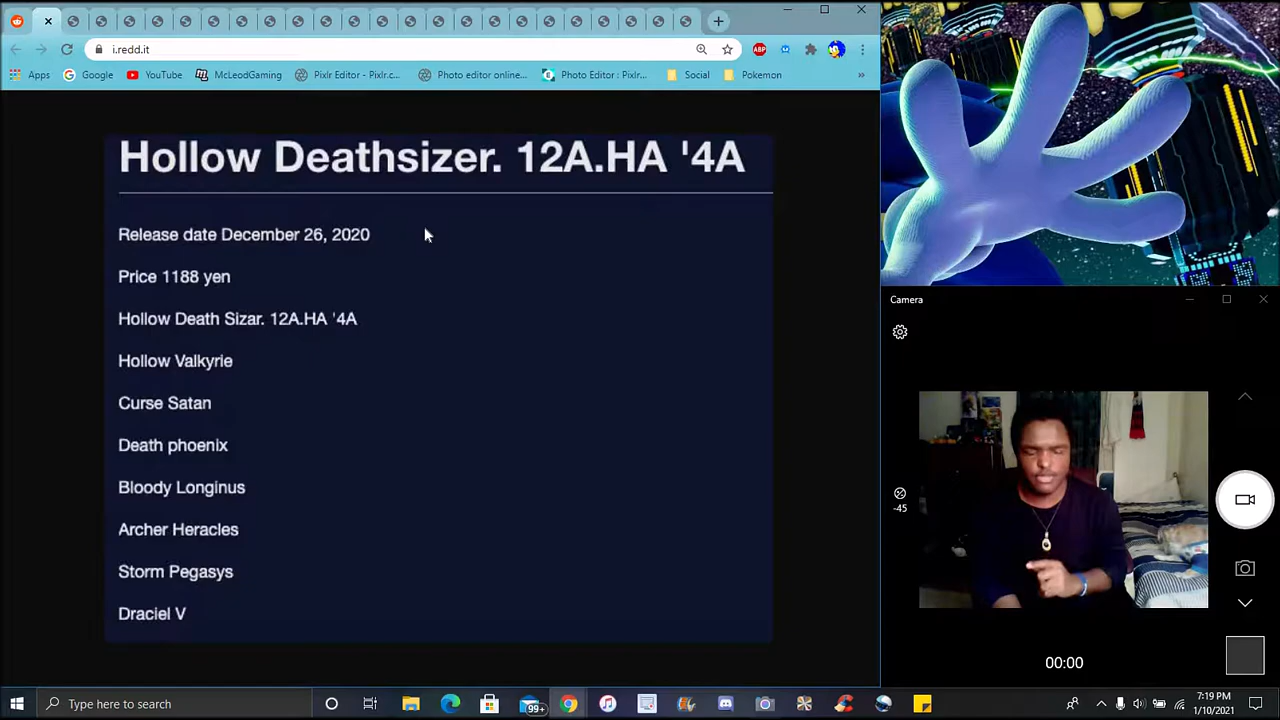 i.redd.it
ABP
Apps
Google
YouTube
McLeodGaming
Pixlr Editor - Pixlr.c...
Photo editor online...
Photo Editor : Pixlr...
Social
Pokemon
»
Hollow Deathsizer. 12A.HA '4A
Release date December 26, 2020
Price 1188 yen
Hollow Death Sizar. 12A.HA '4A
Hollow Valkyrie
Curse Satan
Death phoenix
Bloody Longinus
Archer Heracles
Storm Pegasys
Draciel V
Camera
-45
00:00
Type here to search
99+
7:19 PM
1/10/2021